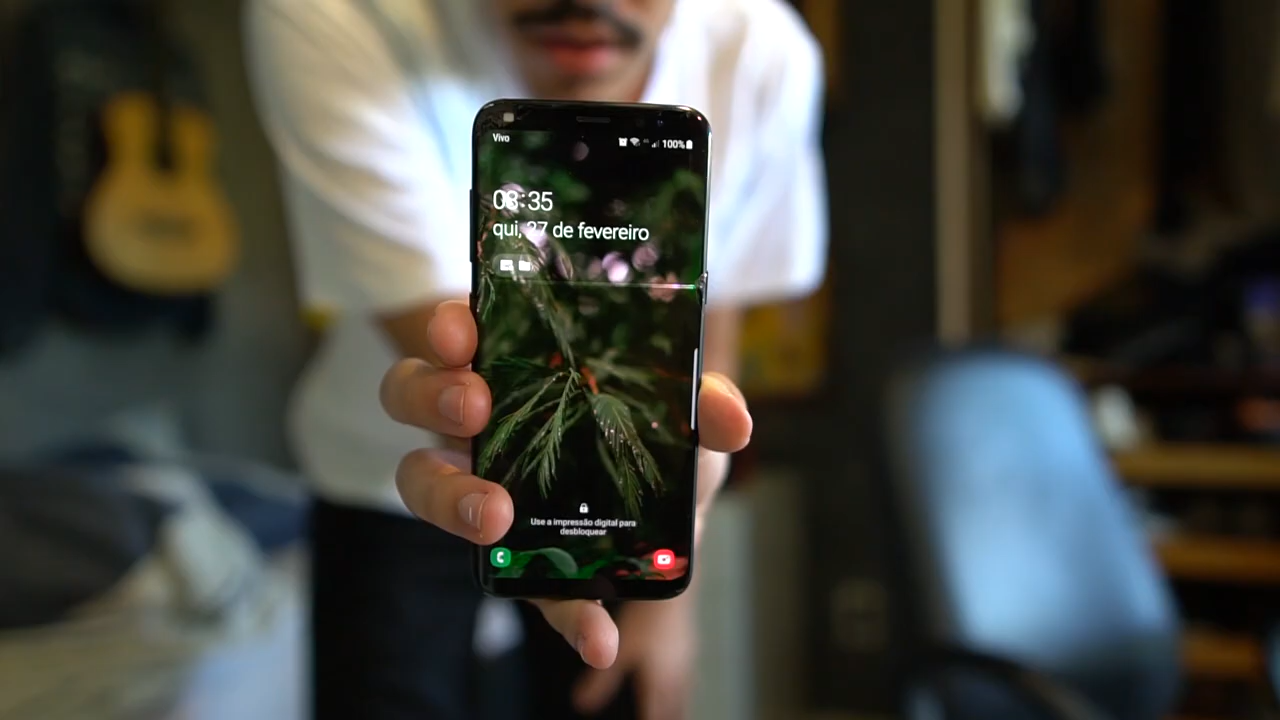 Vivo
100%
08:35
qui, 27 de fevereiro
Use a impressão digital para
desbloquear